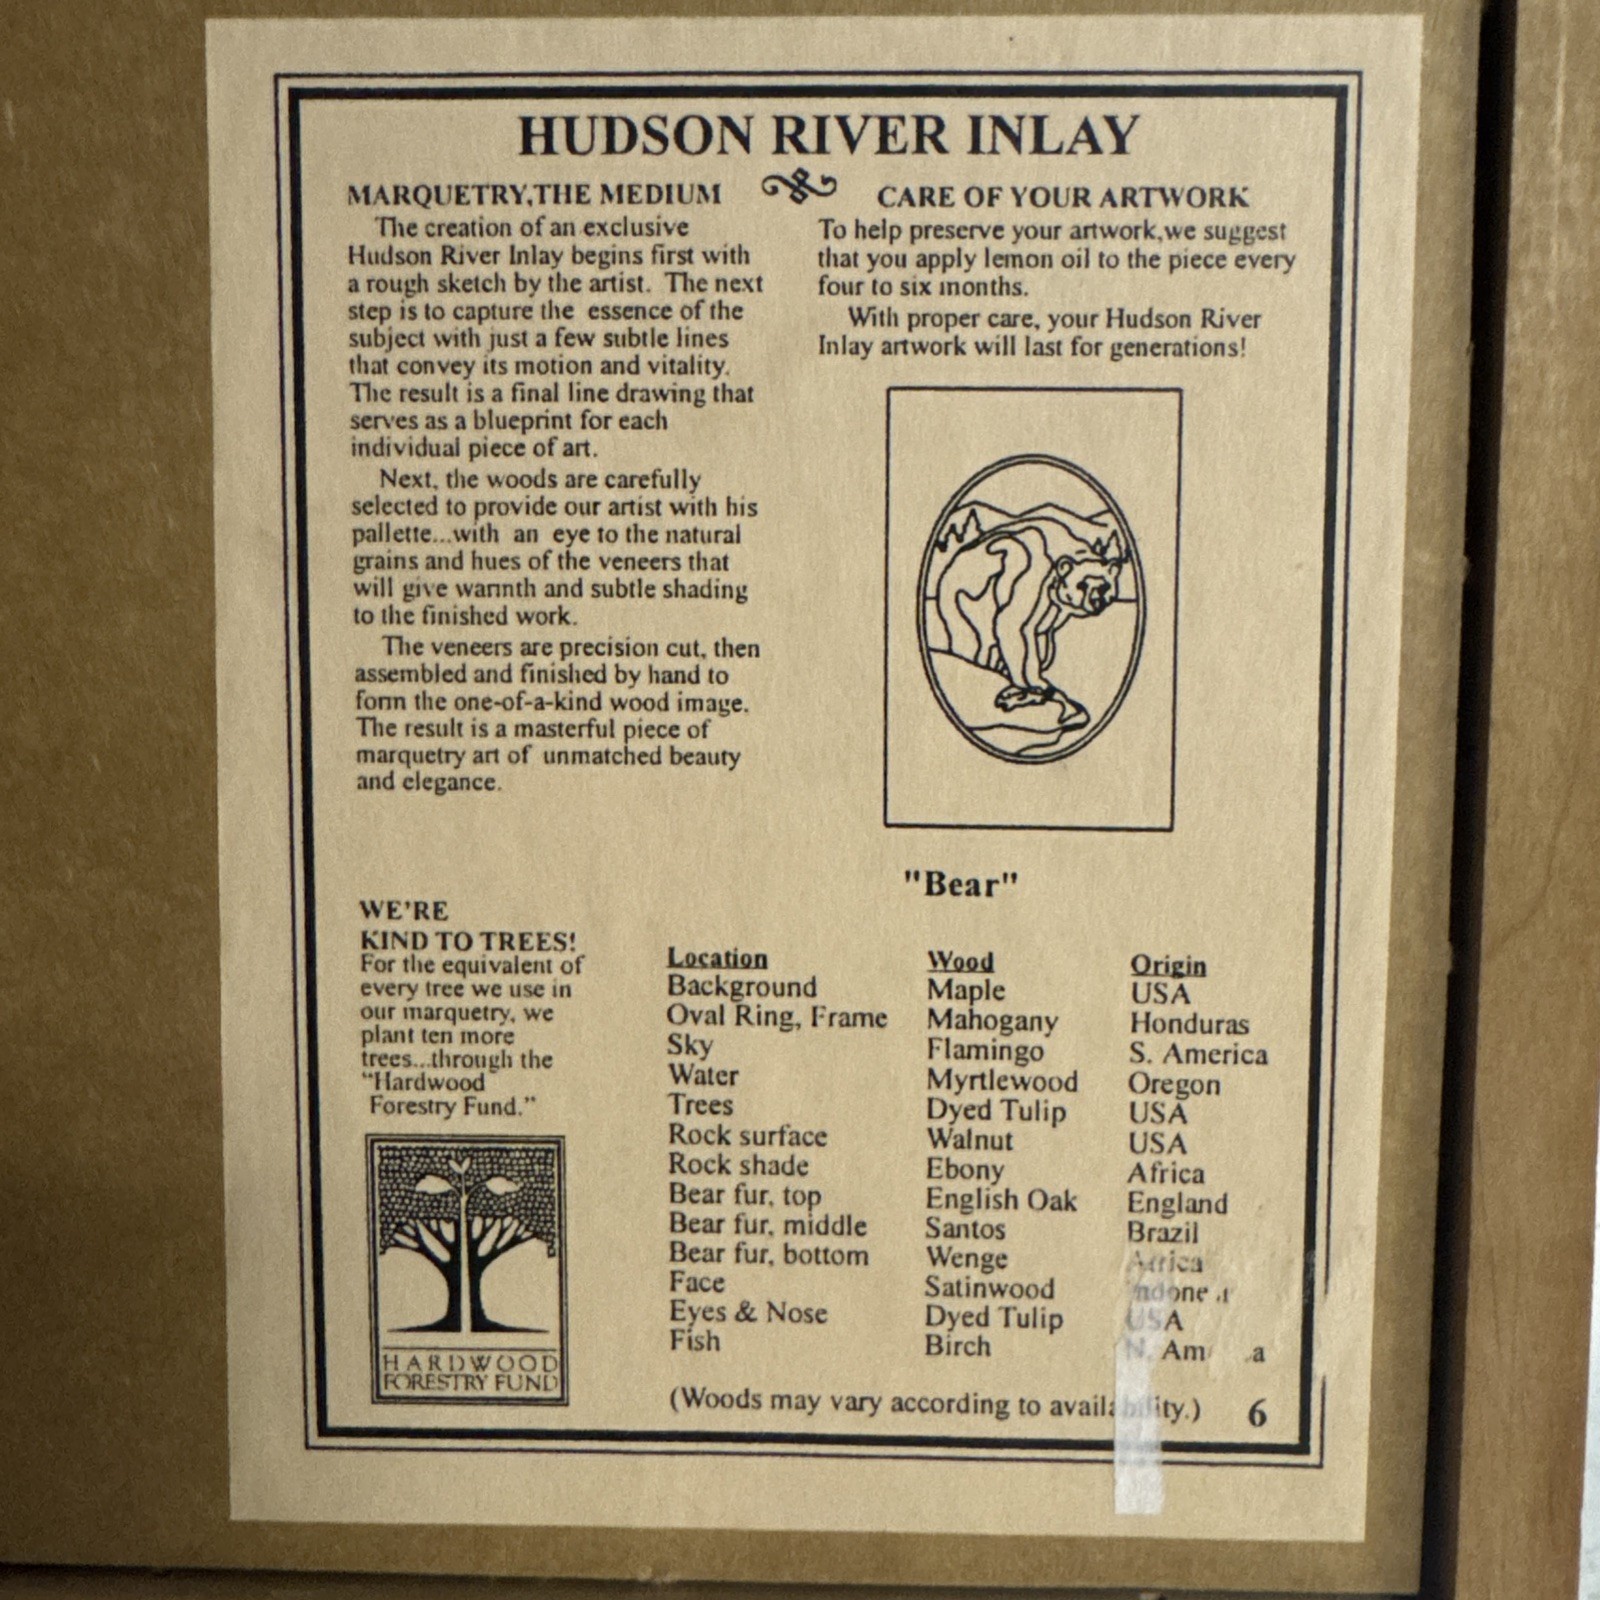 HUDSON RIVER INLAY
MARQUETRY,THE MEDIUM
The creation of an exclusive
Hudson River Inlay begins first with
a rough sketch by the artist. The next
step is to capture the essence of the
subject with just a few subtle lines
that convey its motion and vitality.
The result is a final line drawing that
serves as a blueprint for each
individual piece of art.
Next, the woods are carefully
selected to provide our artist with his
pallette...with an eye to the natural
grains and hues of the veneers that
will give warmth and subtle shading
to the finished work.
The veneers are precision cut, then
assembled and finished by hand to
form the one-of-a-kind wood image.
The result is a masterful piece of
marquetry art of unmatched beauty
and elegance.
CARE OF YOUR ARTWORK
To help preserve your artwork,we suggest
that you apply lemon oil to the piece every
four to six months.
With proper care, your Hudson River
Inlay artwork will last for generations!
"Bear"
WE'RE
KIND TO TREES!
For the equivalent of
every tree we use in
our marquetry, we
plant ten more
trees...through the
"Hardwood
Forestry Fund."
HARDWOOD
FORESTRY FUND
Location Wood Origin
Background Maple USA
Oval Ring, Frame Mahogany Honduras
Sky Flamingo S. America
Water Myrtlewood Oregon
Trees Dyed Tulip USA
Rock surface Walnut USA
Rock shade Ebony Africa
Bear fur, top English Oak England
Bear fur, middle Santos Brazil
Bear fur, bottom Wenge Africa
Face Satinwood
Eyes & Nose Dyed Tulip USA
Fish Birch N.
(Woods may vary according to availability.) 6